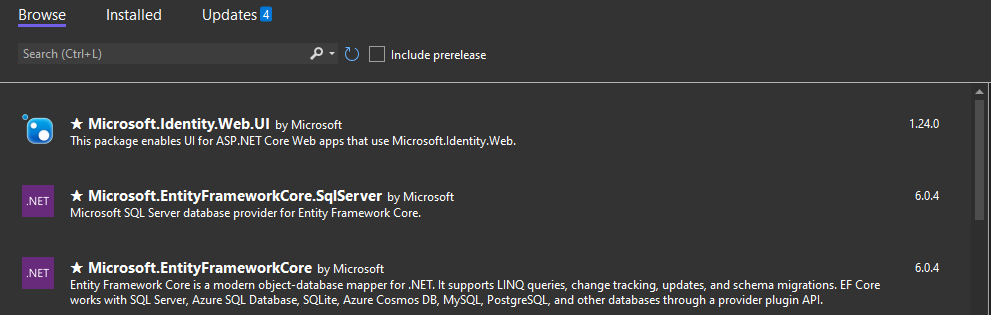 Browse Installed Updates 4
Search (Ctrl+L) Include prerelease
★ Microsoft.Identity.Web.UI by Microsoft 1.24.0
This package enables UI for ASP.NET Core Web apps that use Microsoft.Identity.Web.
.NET ★ Microsoft.EntityFrameworkCore.SqlServer by Microsoft 6.0.4
Microsoft SQL Server database provider for Entity Framework Core.
.NET ★ Microsoft.EntityFrameworkCore by Microsoft 6.0.4
Entity Framework Core is a modern object-database mapper for .NET. It supports LINQ queries, change tracking, updates, and schema migrations. EF Core
works with SQL Server, Azure SQL Database, SQLite, Azure Cosmos DB, MySQL, PostgreSQL, and other databases through a provider plugin API.